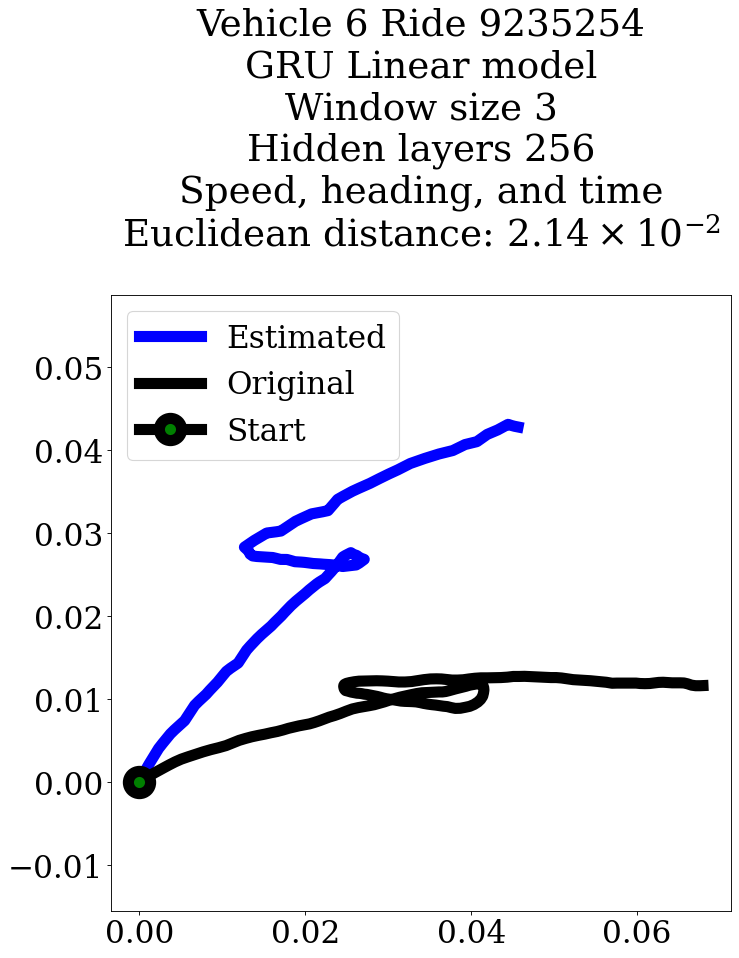 Vehicle 6 Ride 9235254
GRU Linear model
Window size 3
Hidden layers 256
Speed, heading, and time
Euclidean distance: 2.14 × 10⁻²
Estimated
Original
Start
0.05
0.04
0.03
0.02
0.01
0.00
−0.01
0.00 0.02 0.04 0.06